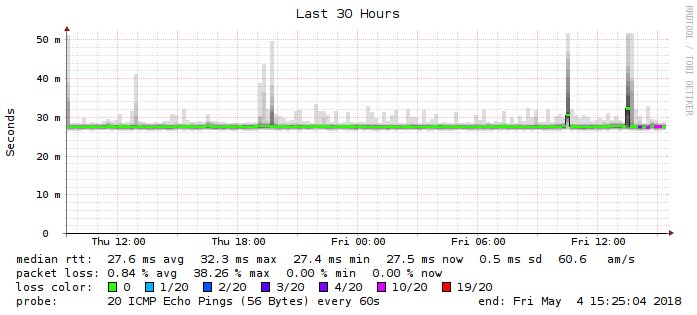 Last 30 Hours
RRDTOOL / TOBI OETIKER
Seconds
50 m
40 m
30 m
20 m
10 m
0
Thu 12:00 Thu 18:00 Fri 00:00 Fri 06:00 Fri 12:00
median rtt: 27.6 ms avg 32.3 ms max 27.4 ms min 27.5 ms now 0.5 ms sd 60.6 am/s
packet loss: 0.84 % avg 38.26 % max 0.00 % min 0.00 % now
loss color: 0 1/20 2/20 3/20 4/20 10/20 19/20
probe: 20 ICMP Echo Pings (56 Bytes) every 60s end: Fri May 4 15:25:04 2018